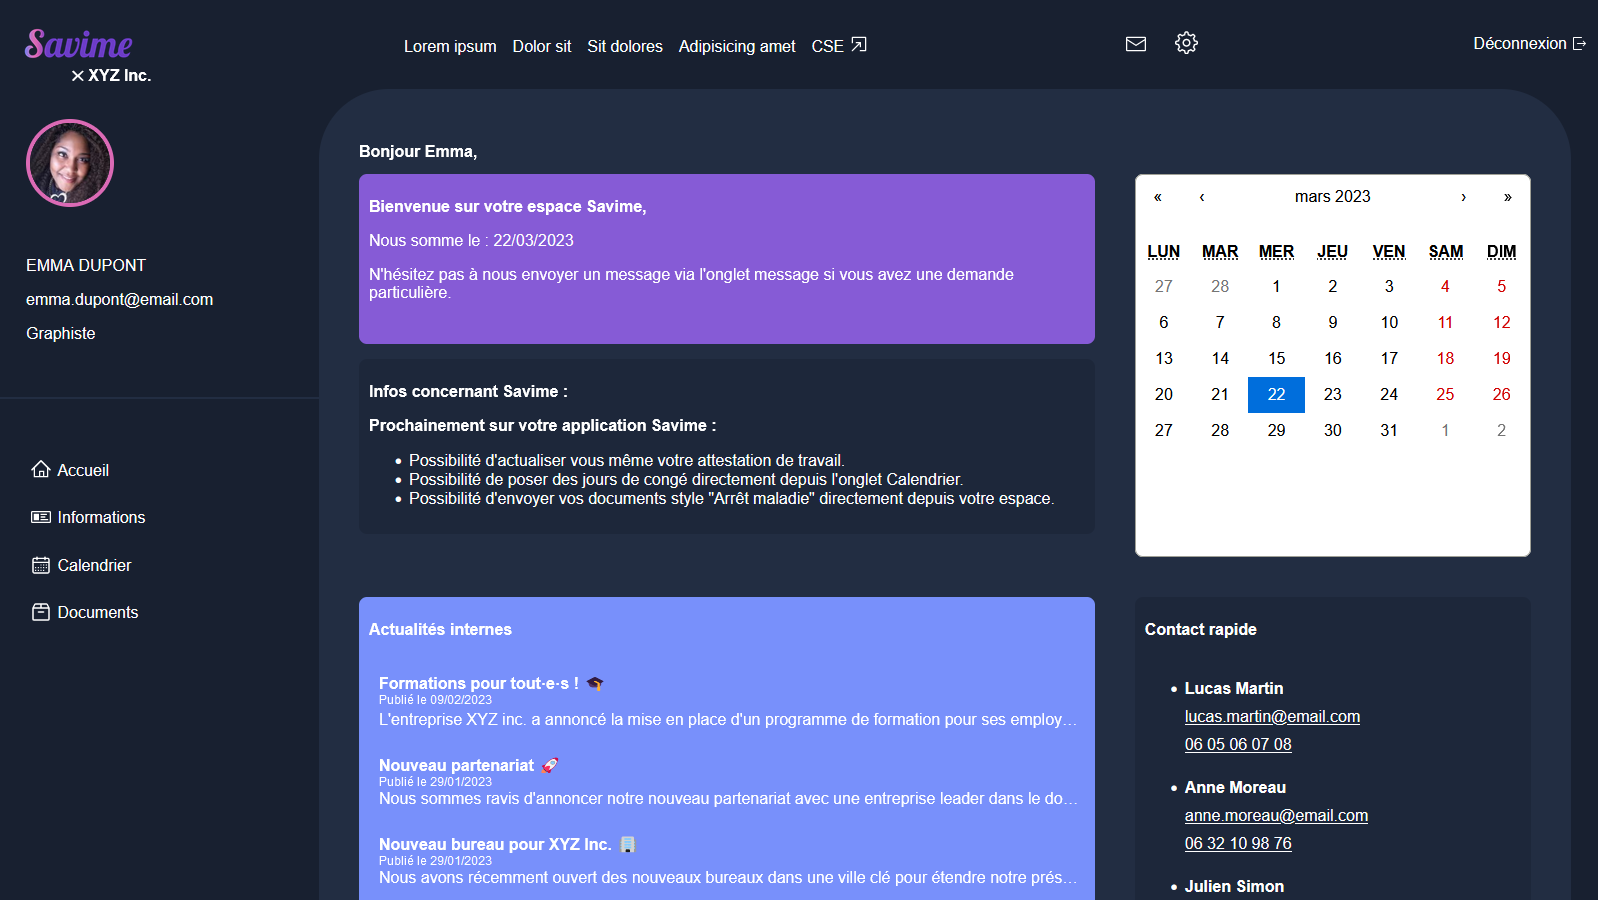 Savime
× XYZ Inc.
Lorem ipsum Dolor sit Sit dolores Adipisicing amet CSE
Déconnexion
EMMA DUPONT
emma.dupont@email.com
Graphiste
Accueil
Informations
Calendrier
Documents
Bonjour Emma,
Bienvenue sur votre espace Savime,
Nous somme le : 22/03/2023
N'hésitez pas à nous envoyer un message via l'onglet message si vous avez une demande
particulière.
Infos concernant Savime :
Prochainement sur votre application Savime :
• Possibilité d'actualiser vous même votre attestation de travail.
• Possibilité de poser des jours de congé directement depuis l'onglet Calendrier.
• Possibilité d'envoyer vos documents style "Arrêt maladie" directement depuis votre espace.
« ‹ mars 2023 › »
LUN MAR MER JEU VEN SAM DIM
27 28 1 2 3 4 5
6 7 8 9 10 11 12
13 14 15 16 17 18 19
20 21 22 23 24 25 26
27 28 29 30 31 1 2
Actualités internes
Formations pour tout·e·s ! 🎓
Publié le 09/02/2023
L'entreprise XYZ inc. a annoncé la mise en place d'un programme de formation pour ses employ…
Nouveau partenariat 🚀
Publié le 29/01/2023
Nous sommes ravis d'annoncer notre nouveau partenariat avec une entreprise leader dans le do…
Nouveau bureau pour XYZ Inc. 🏢
Publié le 29/01/2023
Nous avons récemment ouvert des nouveaux bureaux dans une ville clé pour étendre notre prés…
Contact rapide
• Lucas Martin
lucas.martin@email.com
06 05 06 07 08
• Anne Moreau
anne.moreau@email.com
06 32 10 98 76
• Julien Simon